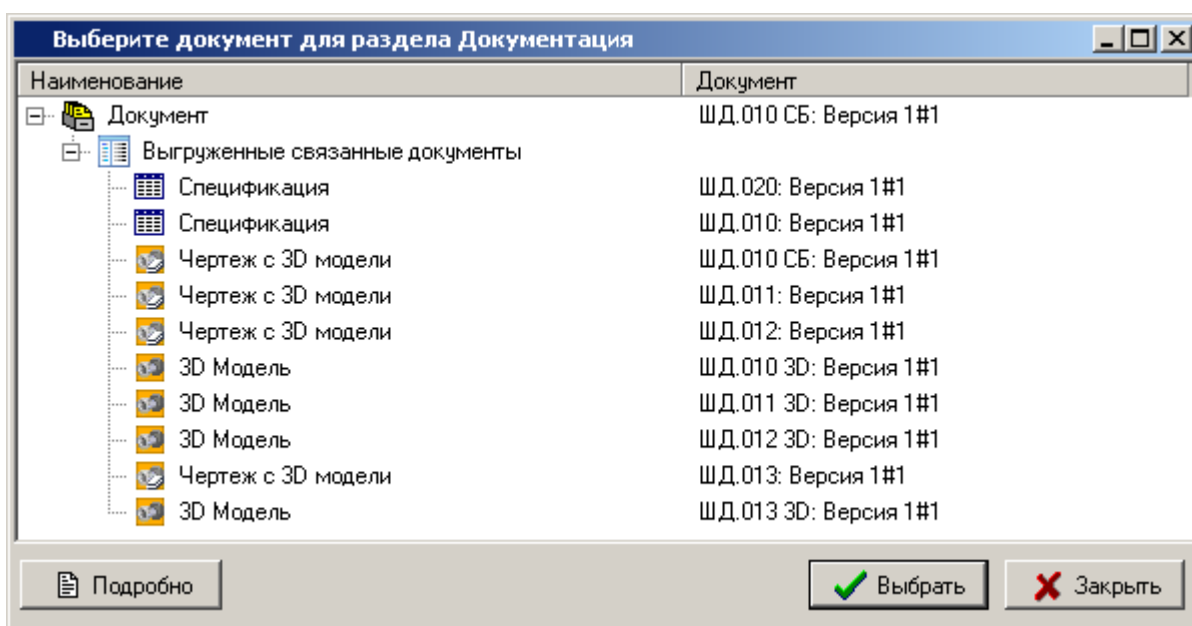 Выберите документ для раздела Документация
Наименование Документ
Документ ШД.010 СБ: Версия 1#1
Выгруженные связанные документы
Спецификация ШД.020: Версия 1#1
Спецификация ШД.010: Версия 1#1
Чертеж с 3D модели ШД.010 СБ: Версия 1#1
Чертеж с 3D модели ШД.011: Версия 1#1
Чертеж с 3D модели ШД.012: Версия 1#1
3D Модель ШД.010 3D: Версия 1#1
3D Модель ШД.011 3D: Версия 1#1
3D Модель ШД.012 3D: Версия 1#1
Чертеж с 3D модели ШД.013: Версия 1#1
3D Модель ШД.013 3D: Версия 1#1
Подробно Выбрать Закрыть